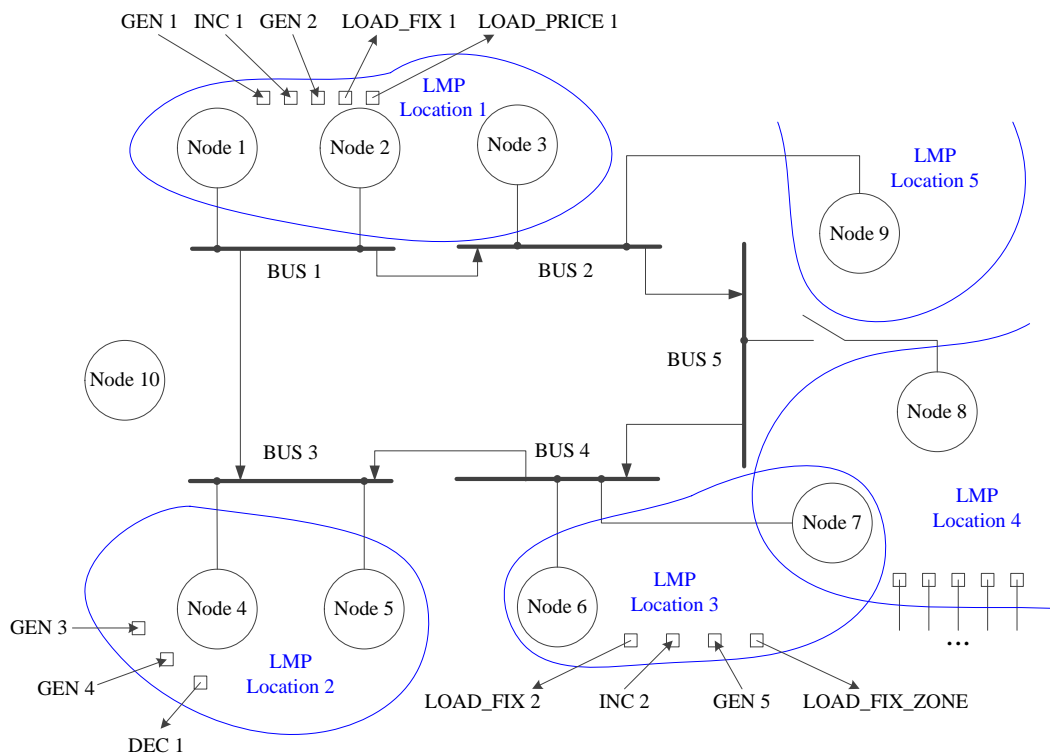 GEN 1
INC 1
GEN 2
LOAD_FIX 1
LOAD_PRICE 1
LMP
Location 1
Node 1
Node 2
Node 3
LMP
Location 5
Node 9
BUS 1
BUS 2
BUS 5
Node 10
Node 8
BUS 3
BUS 4
LMP
Location 4
Node 7
Node 4
Node 5
Node 6
LMP
Location 3
GEN 3
LMP
Location 2
GEN 4
DEC 1
LOAD_FIX 2
INC 2
GEN 5
LOAD_FIX_ZONE
...